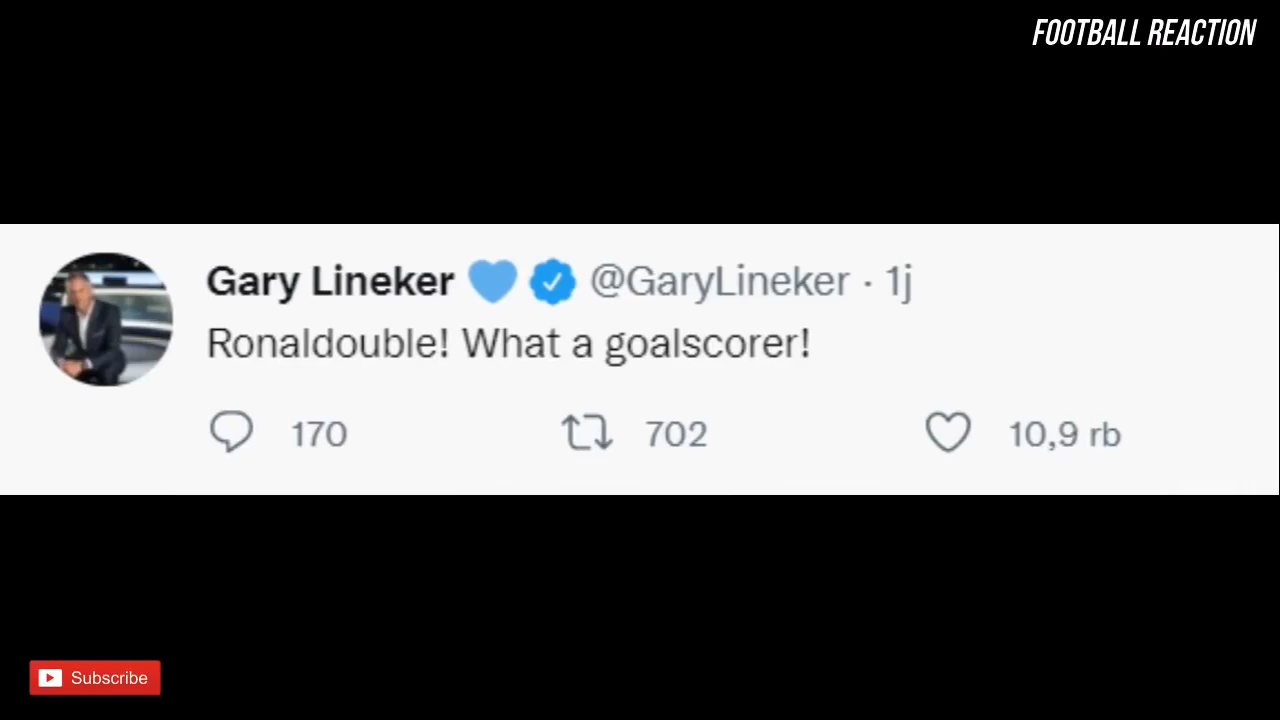 FOOTBALL REACTION
Gary Lineker 💙 @GaryLineker · 1j
Ronaldouble! What a goalscorer!
170 702 10,9 rb
Subscribe